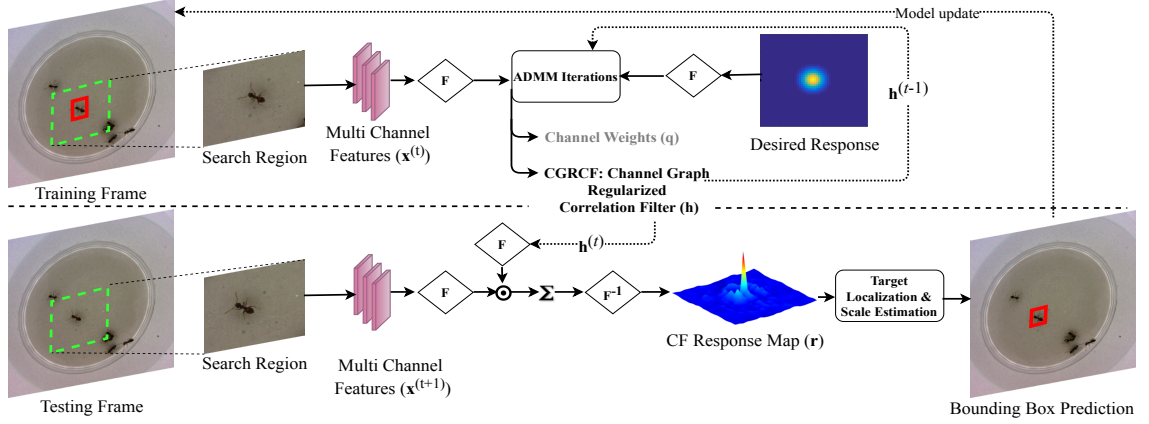 Model update
F
ADMM Iterations
F
h(t-1)
Multi Channel
Features (x(t))
Search Region
Training Frame
Channel Weights (q)
Desired Response
CGRCF: Channel Graph
Regularized
Correlation Filter (h)
F
h(t)
F
Σ
F-1
Target
Localization &
Scale Estimation
Search Region
Multi Channel
Features (x(t+1))
CF Response Map (r)
Testing Frame
Bounding Box Prediction